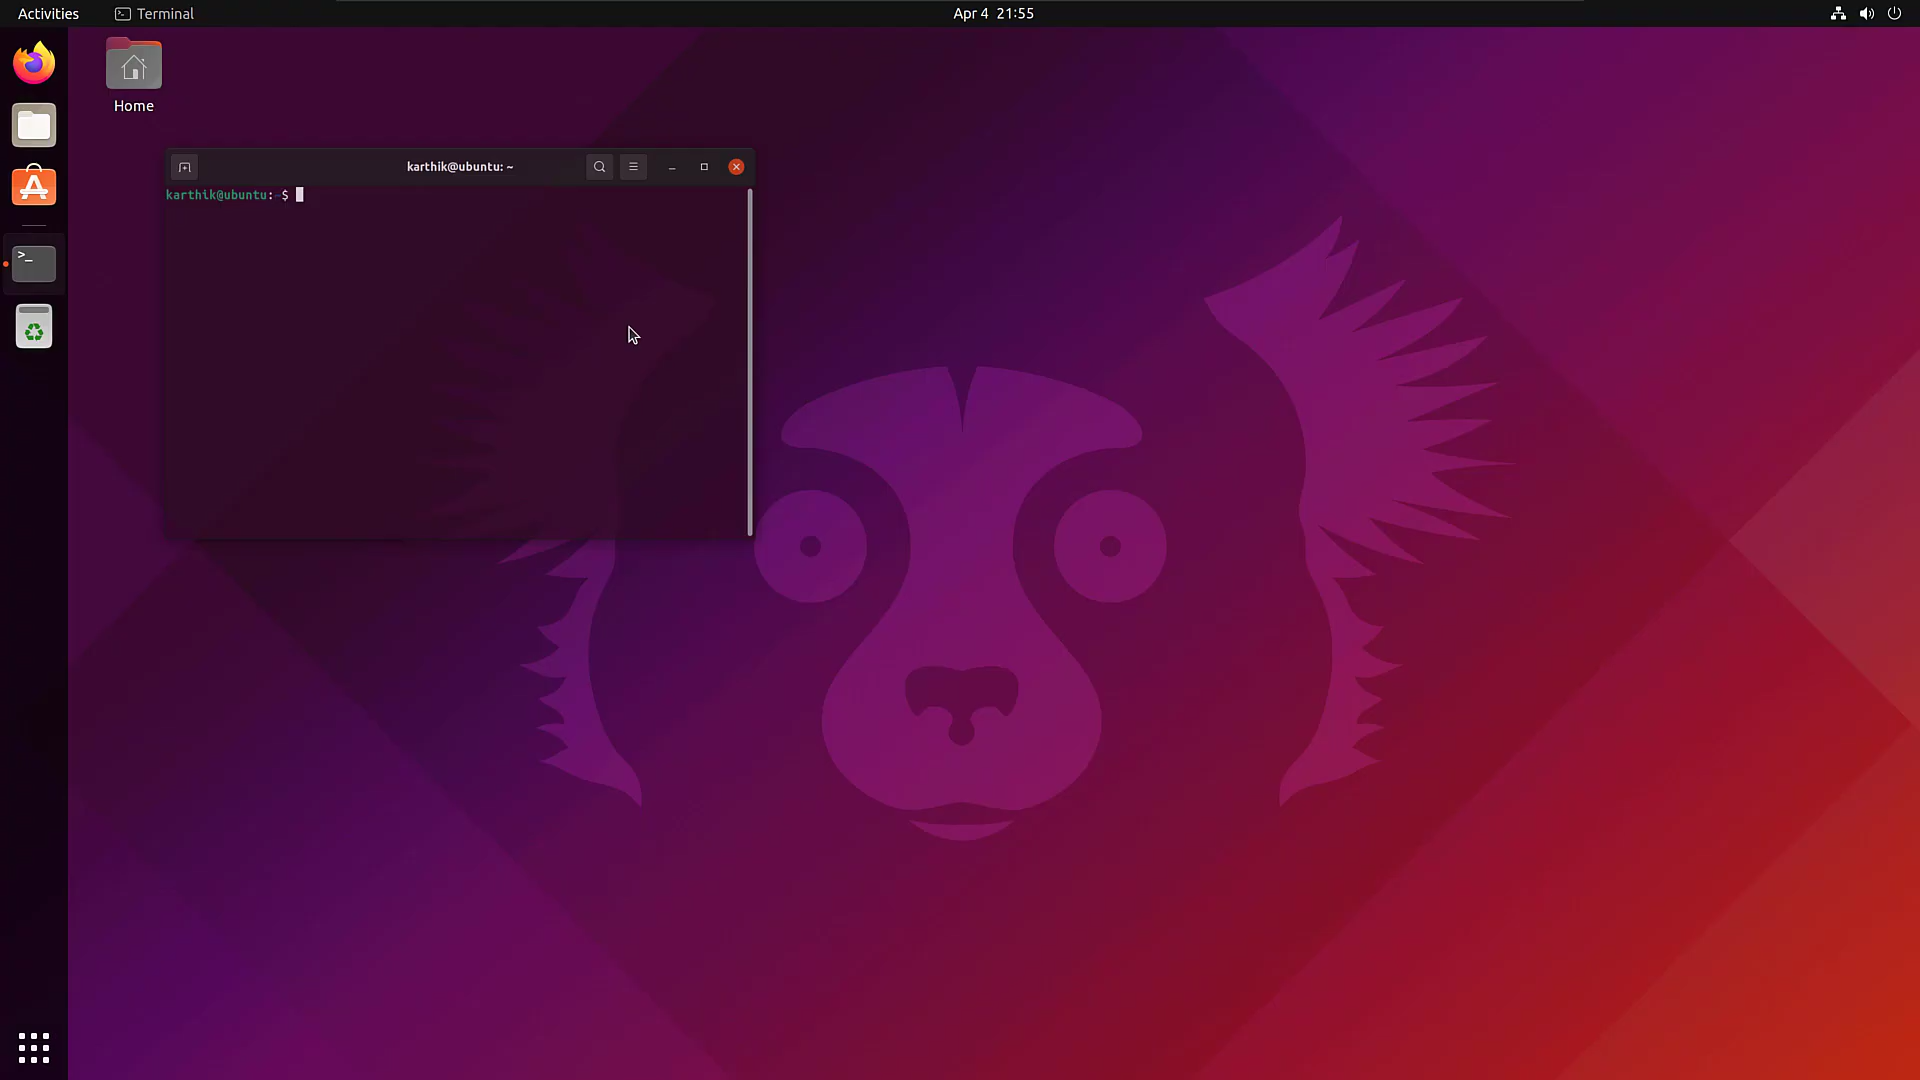 Activities
Terminal
Apr 4 21:55
Home
karthik@ubuntu: ~
karthik@ubuntu:~$
>_